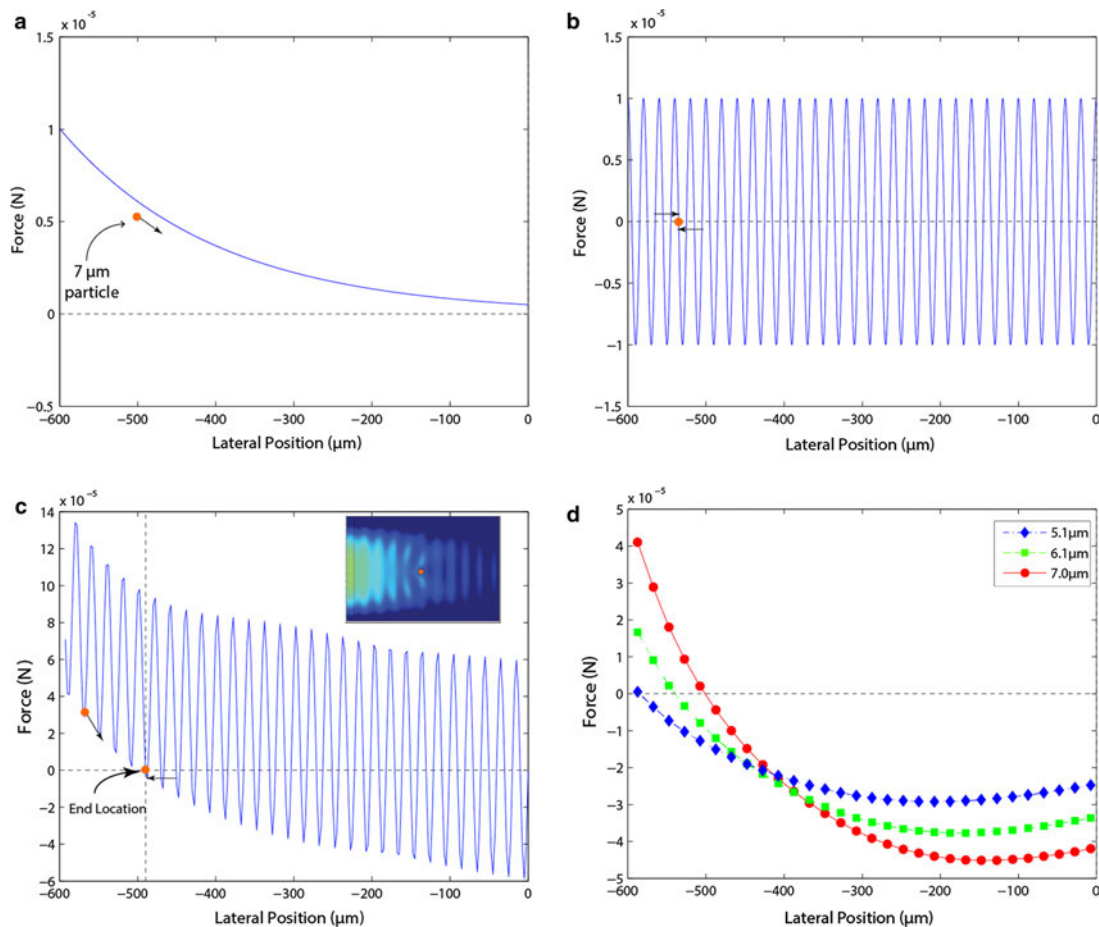 a
x 10⁻⁵
1.5
1
0.5
0
−0.5
Force (N)
7 µm
particle
−600 −500 −400 −300 −200 −100 0
Lateral Position (µm)
b
x 10⁻⁵
1.5
1
0.5
0
−0.5
−1
−1.5
Force (N)
−600 −500 −400 −300 −200 −100 0
Lateral Position (µm)
c
x 10⁻⁵
14
12
10
8
6
4
2
0
−2
−4
−6
Force (N)
End Location
−600 −500 −400 −300 −200 −100 0
Lateral Position (µm)
d
x 10⁻⁵
5
4
3
2
1
0
−1
−2
−3
−4
−5
Force (N)
5.1µm
6.1µm
7.0µm
−600 −500 −400 −300 −200 −100 0
Lateral Position (µm)